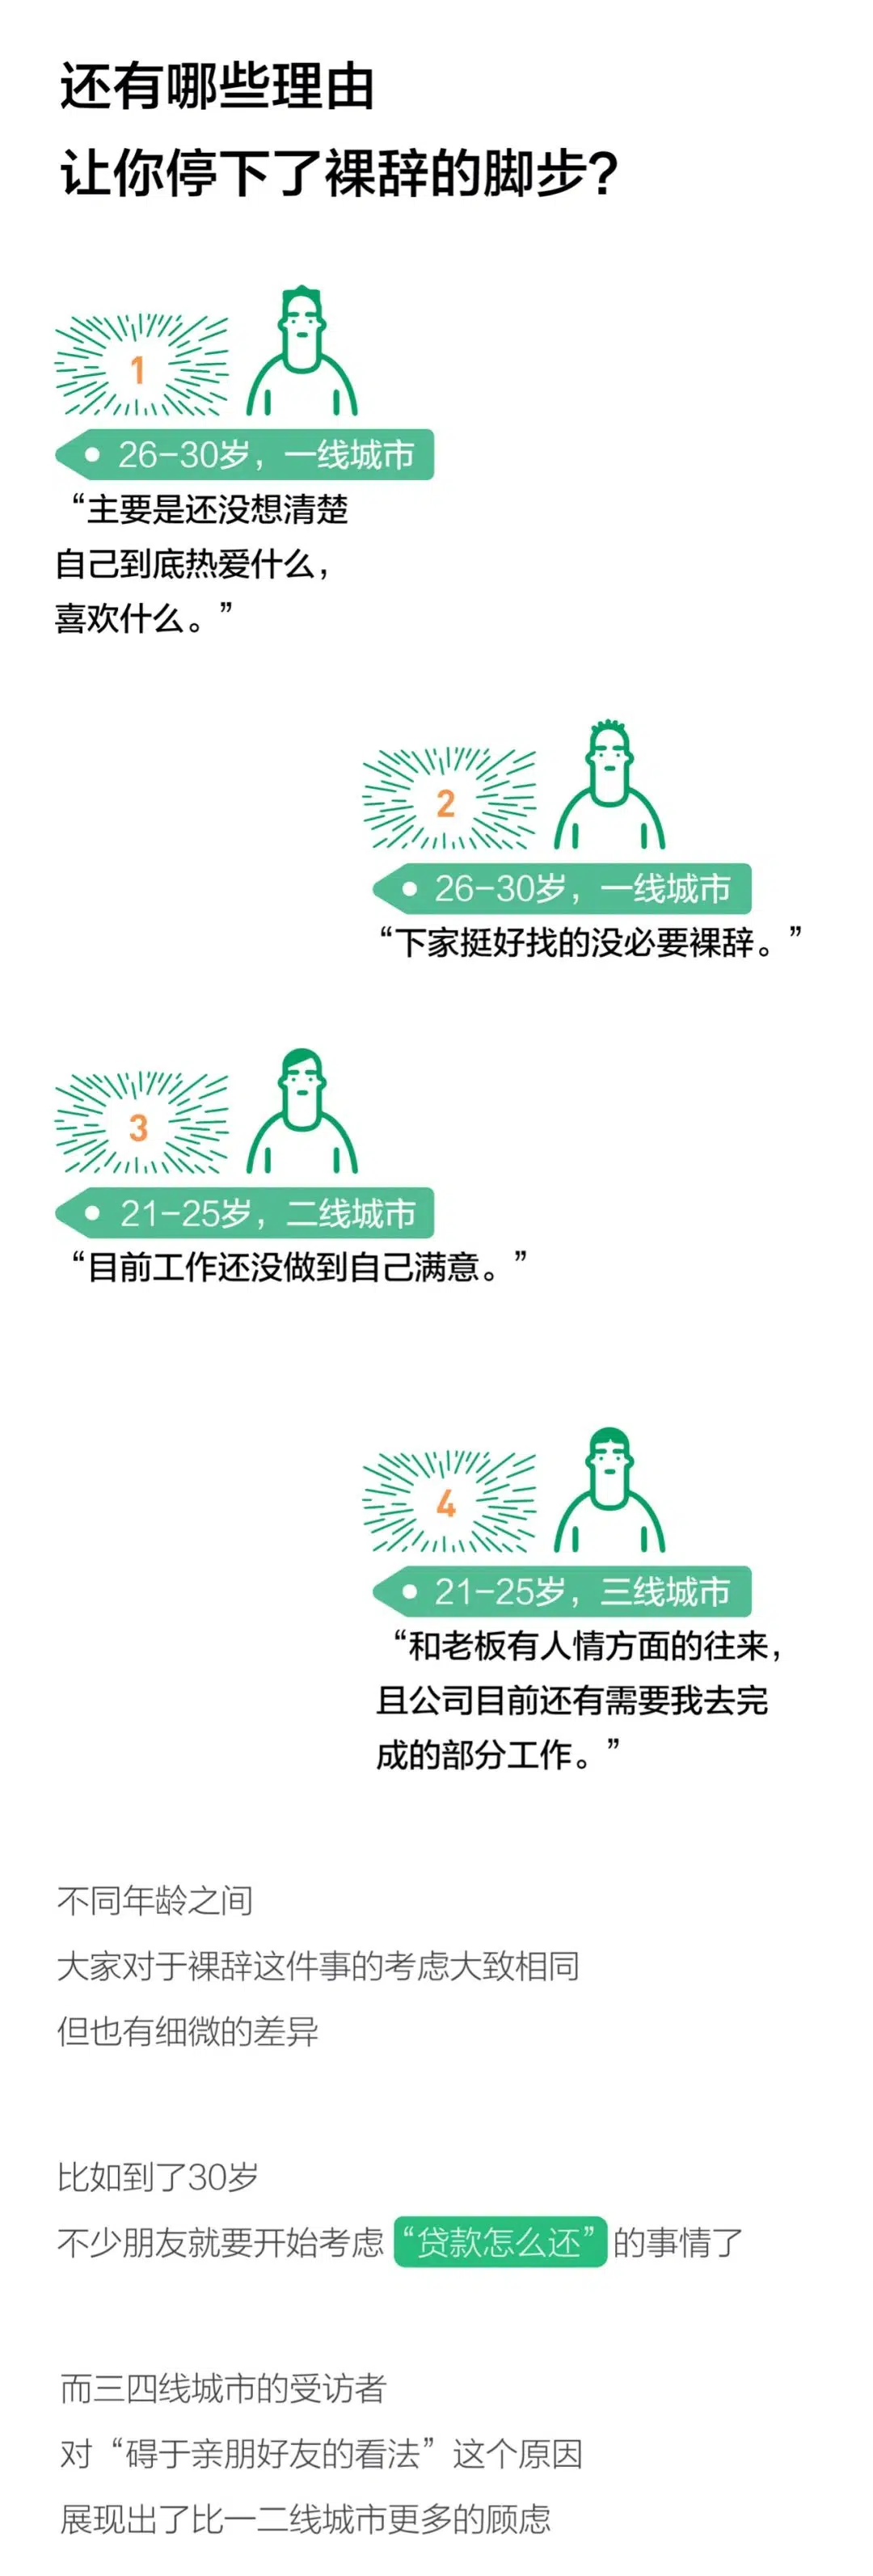 还有哪些理由
让你停下了裸辞的脚步?
1
26-30岁，一线城市
“主要是还没想清楚
自己到底热爱什么，
喜欢什么。”
2
26-30岁，一线城市
“下家挺好找的没必要裸辞。”
3
21-25岁，二线城市
“目前工作还没做到自己满意。”
4
21-25岁，三线城市
“和老板有人情方面的往来，
且公司目前还有需要我去完
成的部分工作。”
不同年龄之间
大家对于裸辞这件事的考虑大致相同
但也有细微的差异
比如到了30岁
不少朋友就要开始考虑“贷款怎么还”的事情了
而三四线城市的受访者
对“碍于亲朋好友的看法”这个原因
展现出了比一二线城市更多的顾虑